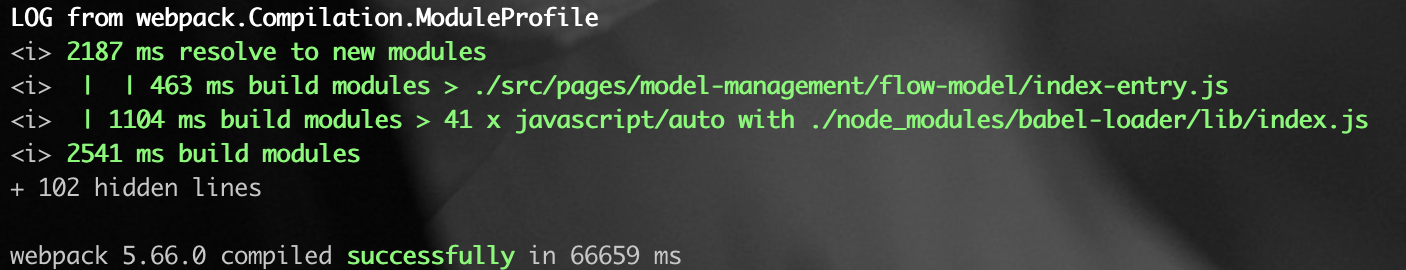 LOG from webpack.Compilation.ModuleProfile
<i> 2187 ms resolve to new modules
<i>  |  | 463 ms build modules > ./src/pages/model-management/flow-model/index-entry.js
<i>  | 1104 ms build modules > 41 x javascript/auto with ./node_modules/babel-loader/lib/index.js
<i> 2541 ms build modules
+ 102 hidden lines
webpack 5.66.0 compiled successfully in 66659 ms